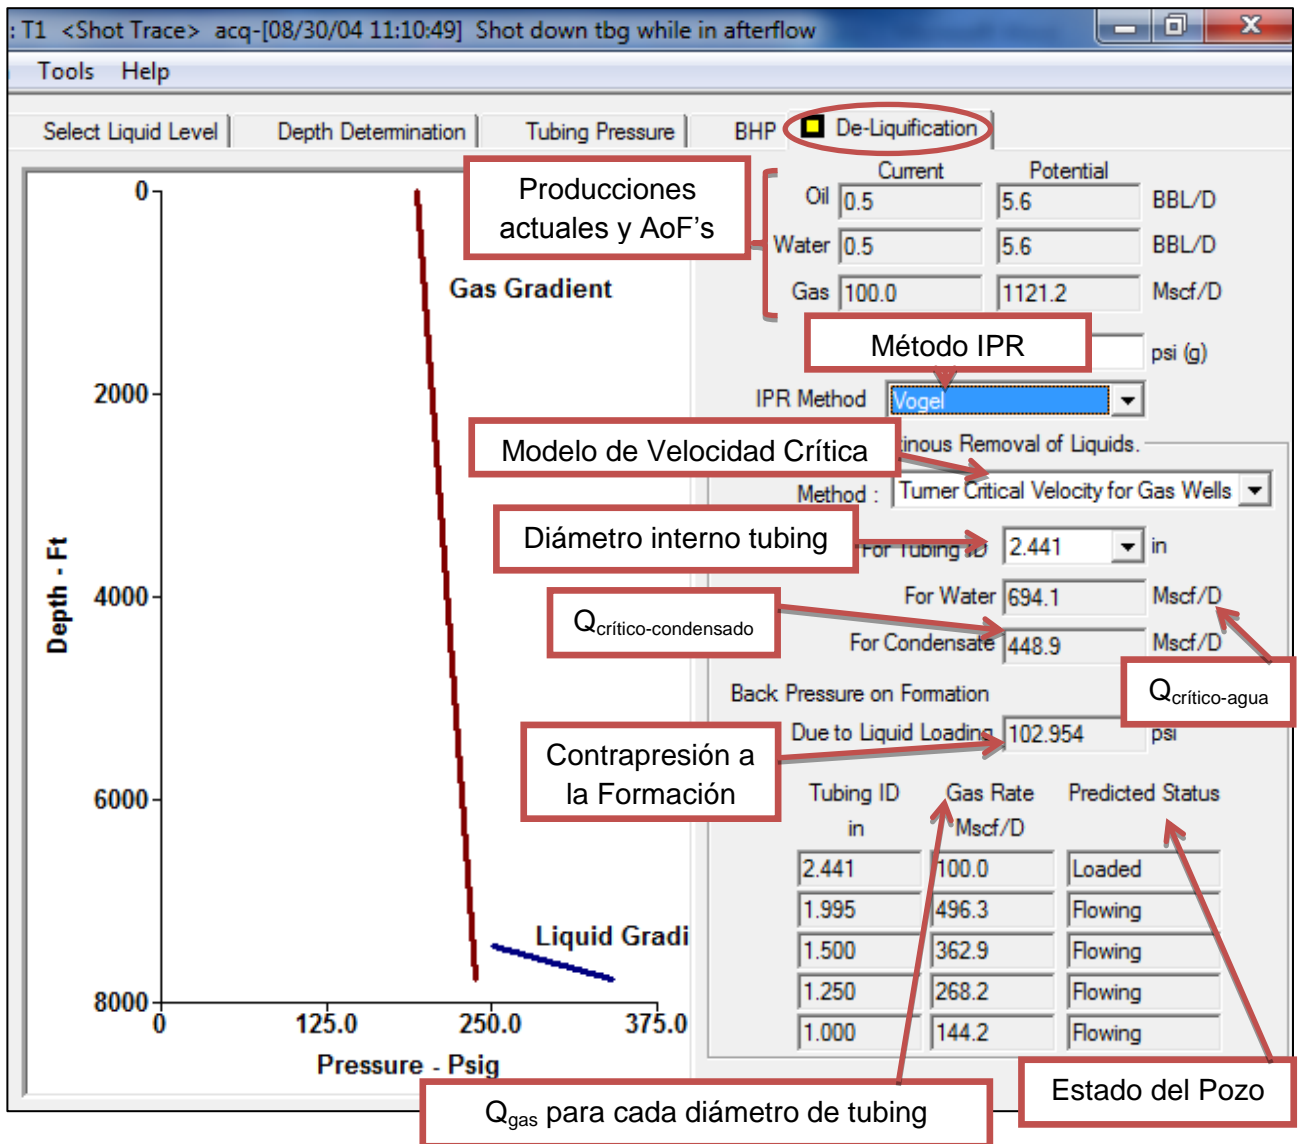 : T1 <Shot Trace> acq-[08/30/04 11:10:49] Shot down tbg while in afterflow
Tools Help
Select Liquid Level Depth Determination Tubing Pressure BHP De-Liquification
Producciones
actuales y AoF's
Current Potential
Oil 0.5 5.6 BBL/D
Water 0.5 5.6 BBL/D
Gas 100.0 1121.2 Mscf/D
Método IPR
psi (g)
IPR Method Vogel
Modelo de Velocidad Crítica
Removal of Liquids.
Method : Turner Critical Velocity for Gas Wells
Diámetro interno tubing
For Tubing ID 2.441 in
For Water 694.1 Mscf/D
Qcrítico-condensado
For Condensate 448.9 Mscf/D
Qcrítico-agua
Back Pressure on Formation
Due to Liquid Loading 102.954 psi
Contrapresión a
la Formación
Tubing ID Gas Rate Predicted Status
in Mscf/D
2.441 100.0 Loaded
1.995 496.3 Flowing
1.500 362.9 Flowing
1.250 268.2 Flowing
1.000 144.2 Flowing
Estado del Pozo
Qgas para cada diámetro de tubing
Gas Gradient
Liquid Gradi
Depth - Ft
0
2000
4000
6000
8000
0 125.0 250.0 375.0
Pressure - Psig